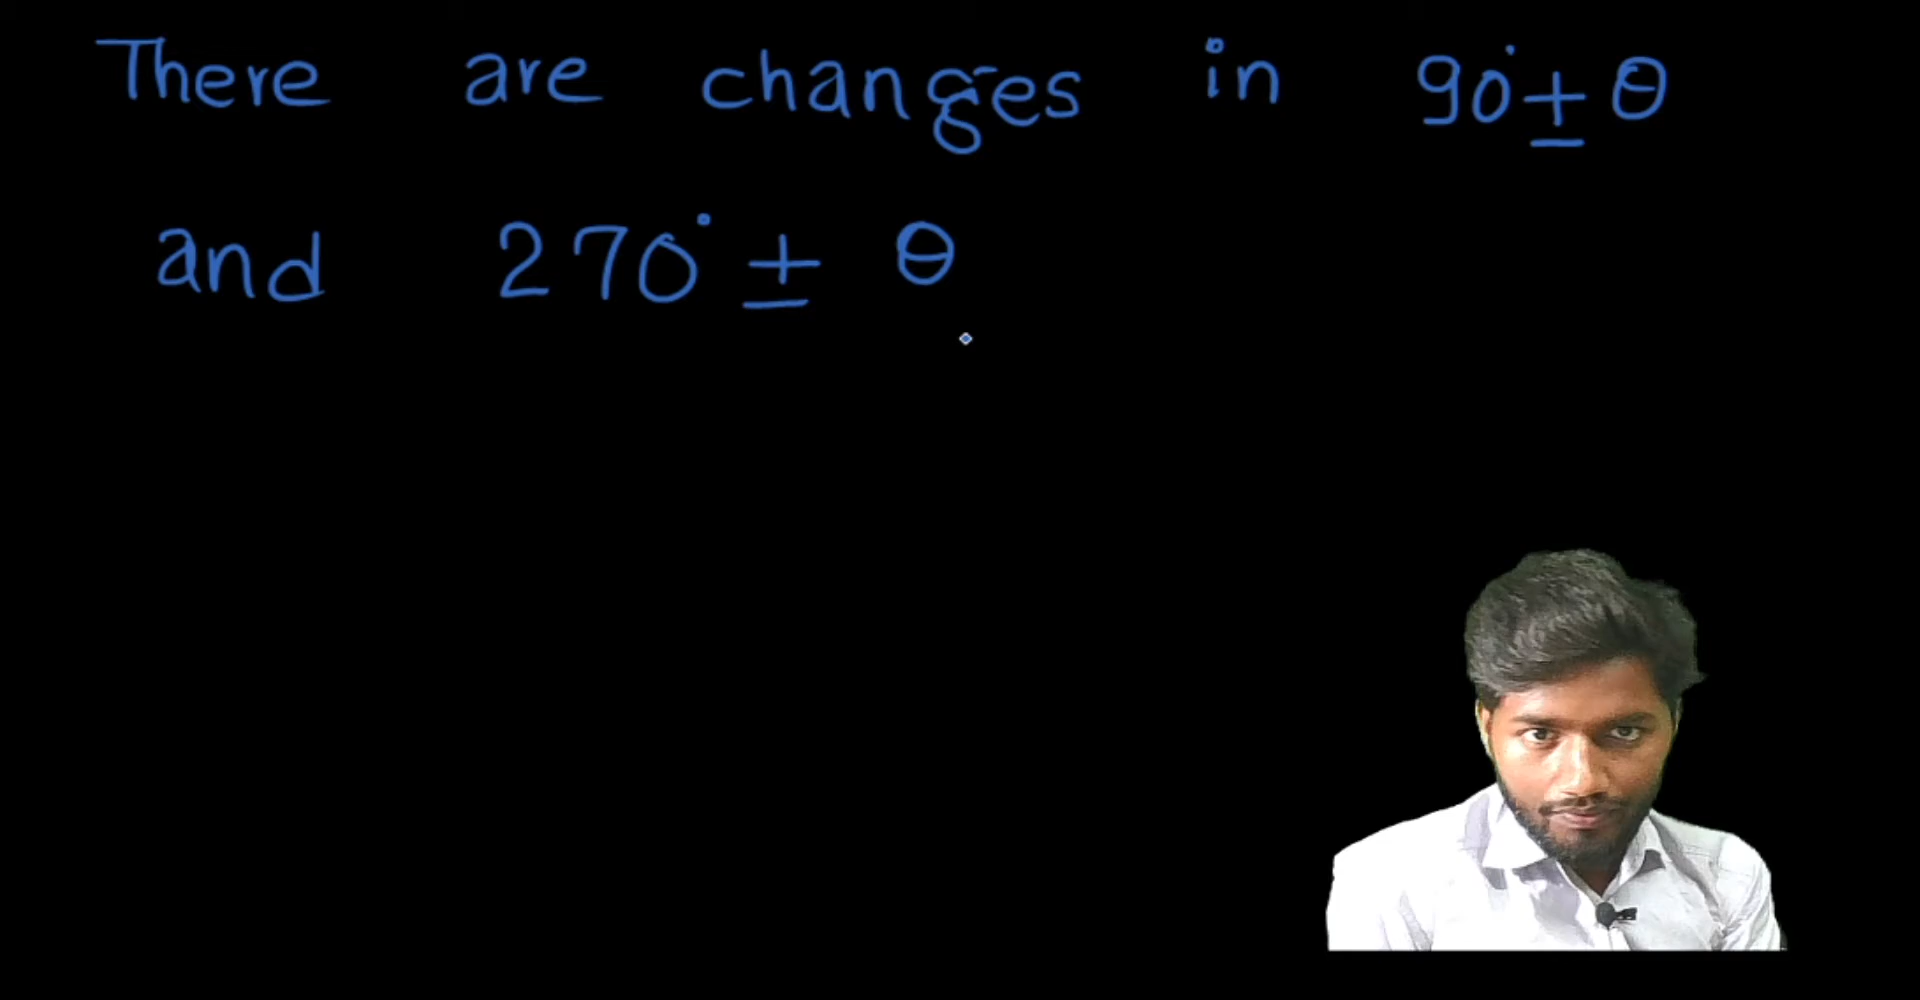 There are changes in 90° ± θ
and 270° ± θ